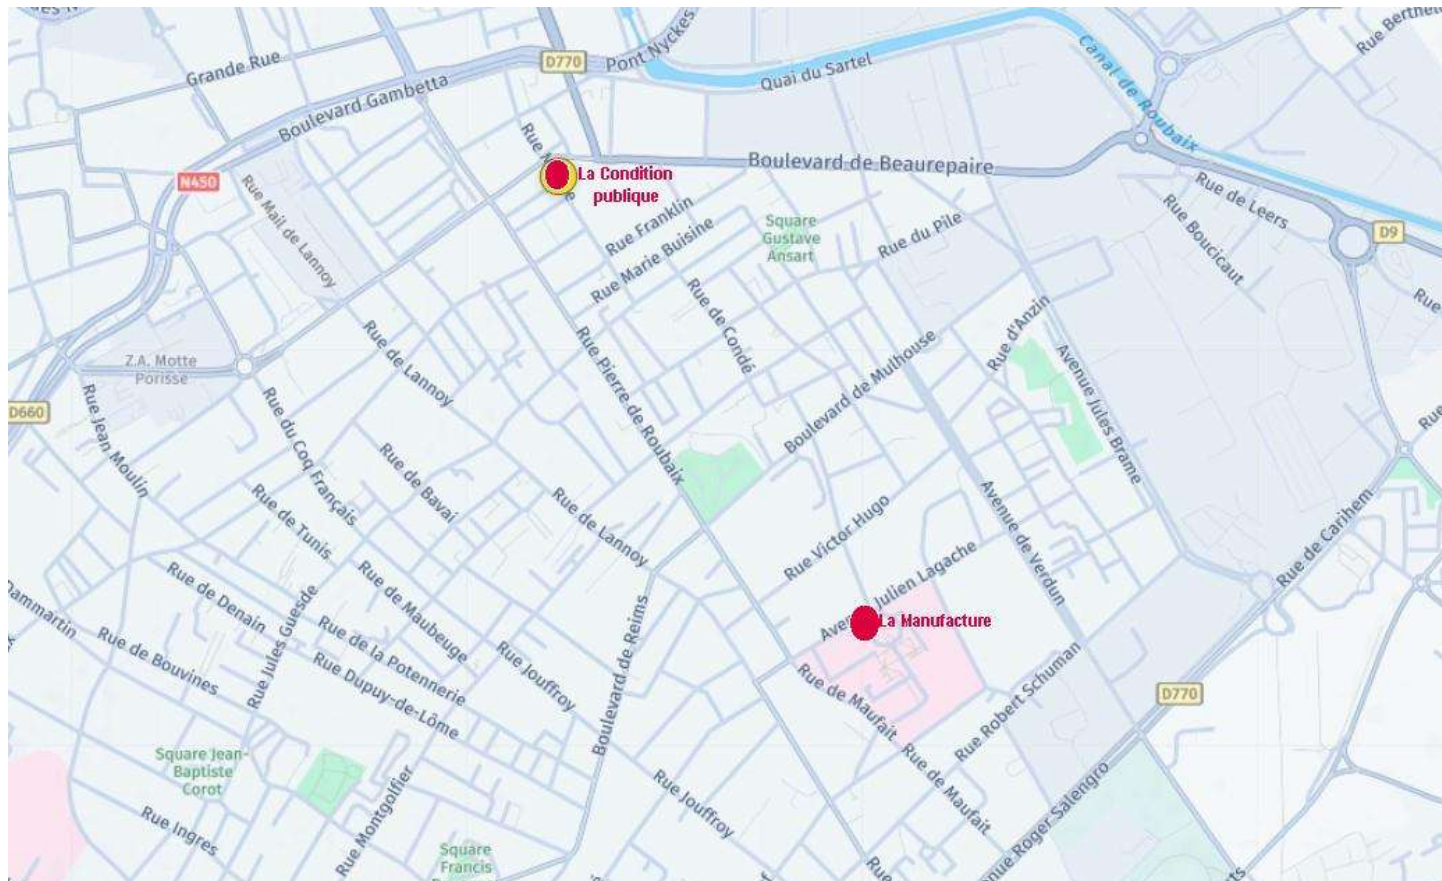 Grande Rue
Boulevard Gambetta
D770
Pont Nyckès
Quai du Sartel
Canal de Roubaix
N450
Rue Mail de Lannoy
La Condition
publique
Boulevard de Beaurepaire
Rue de Leers
Rue Boucicaut
D9
Rue
Rue Franklin
Rue Marie Buisine
Square
Gustave
Ansart
Rue du Pile
Z.A. Motte
Porisse
D660
Rue Jean Moulin
Rue de Lannoy
Rue Pierre de Roubaix
Rue de Condé
Boulevard de Mulhouse
Rue d'Anzin
Avenue Jules Brame
Rue du Coq Français
Rue de Bavai
Rue de Tunis
Rue de Lannoy
Rue Victor Hugo
Avenue de Verdun
Rue de Carihem
Julien Lagache
La Manufacture
Rue de Denain
Rue de Maubeuge
Rue Jules Guesde
Rue de Bouvines
Rue de la Potennerie
Rue Dupuy-de-Lôme
Rue Jouffroy
Boulevard de Reims
Rue de Maufait
Rue Robert Schuman
D770
Square Jean-
Baptiste
Corot
Rue Ingres
Rue Montgolfier
Square
Francis
Rue Jouffroy
Rue de Maufait
Rue
Roger Salengro